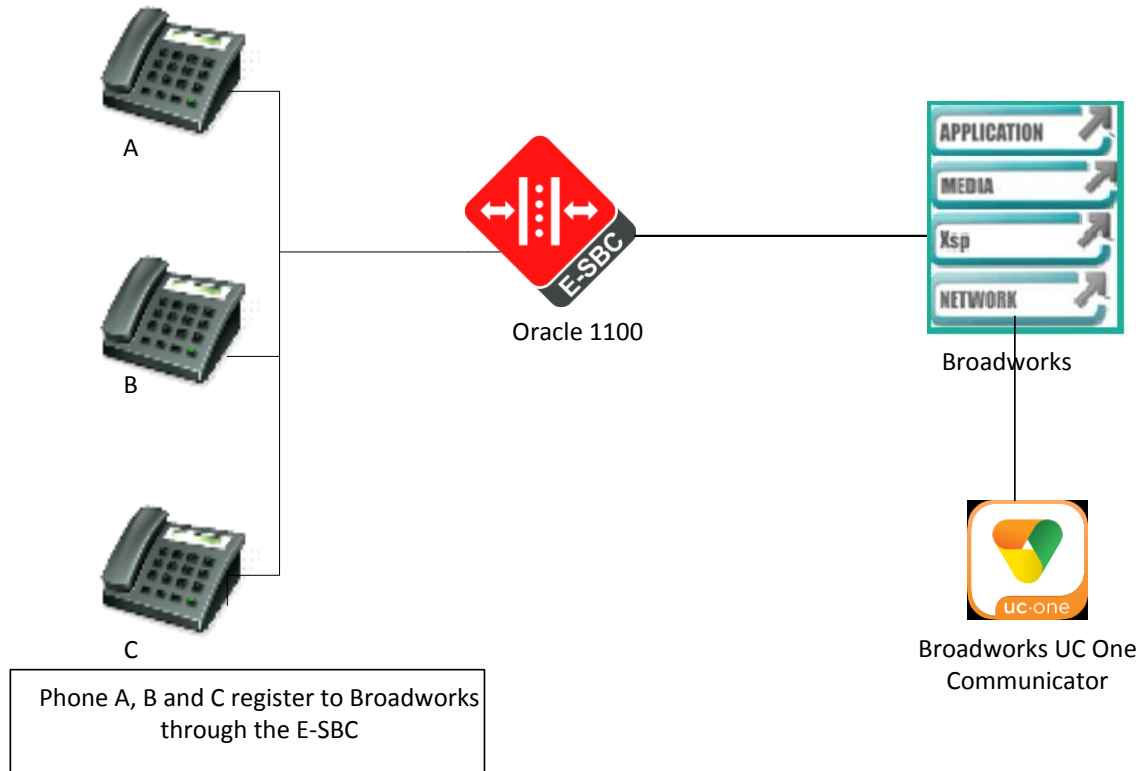 A
B
C
E-SBC
Oracle 1100
APPLICATION
MEDIA
Xsp
NETWORK
Broadworks
uc·one
Broadworks UC One
Communicator
Phone A, B and C register to Broadworks
through the E-SBC